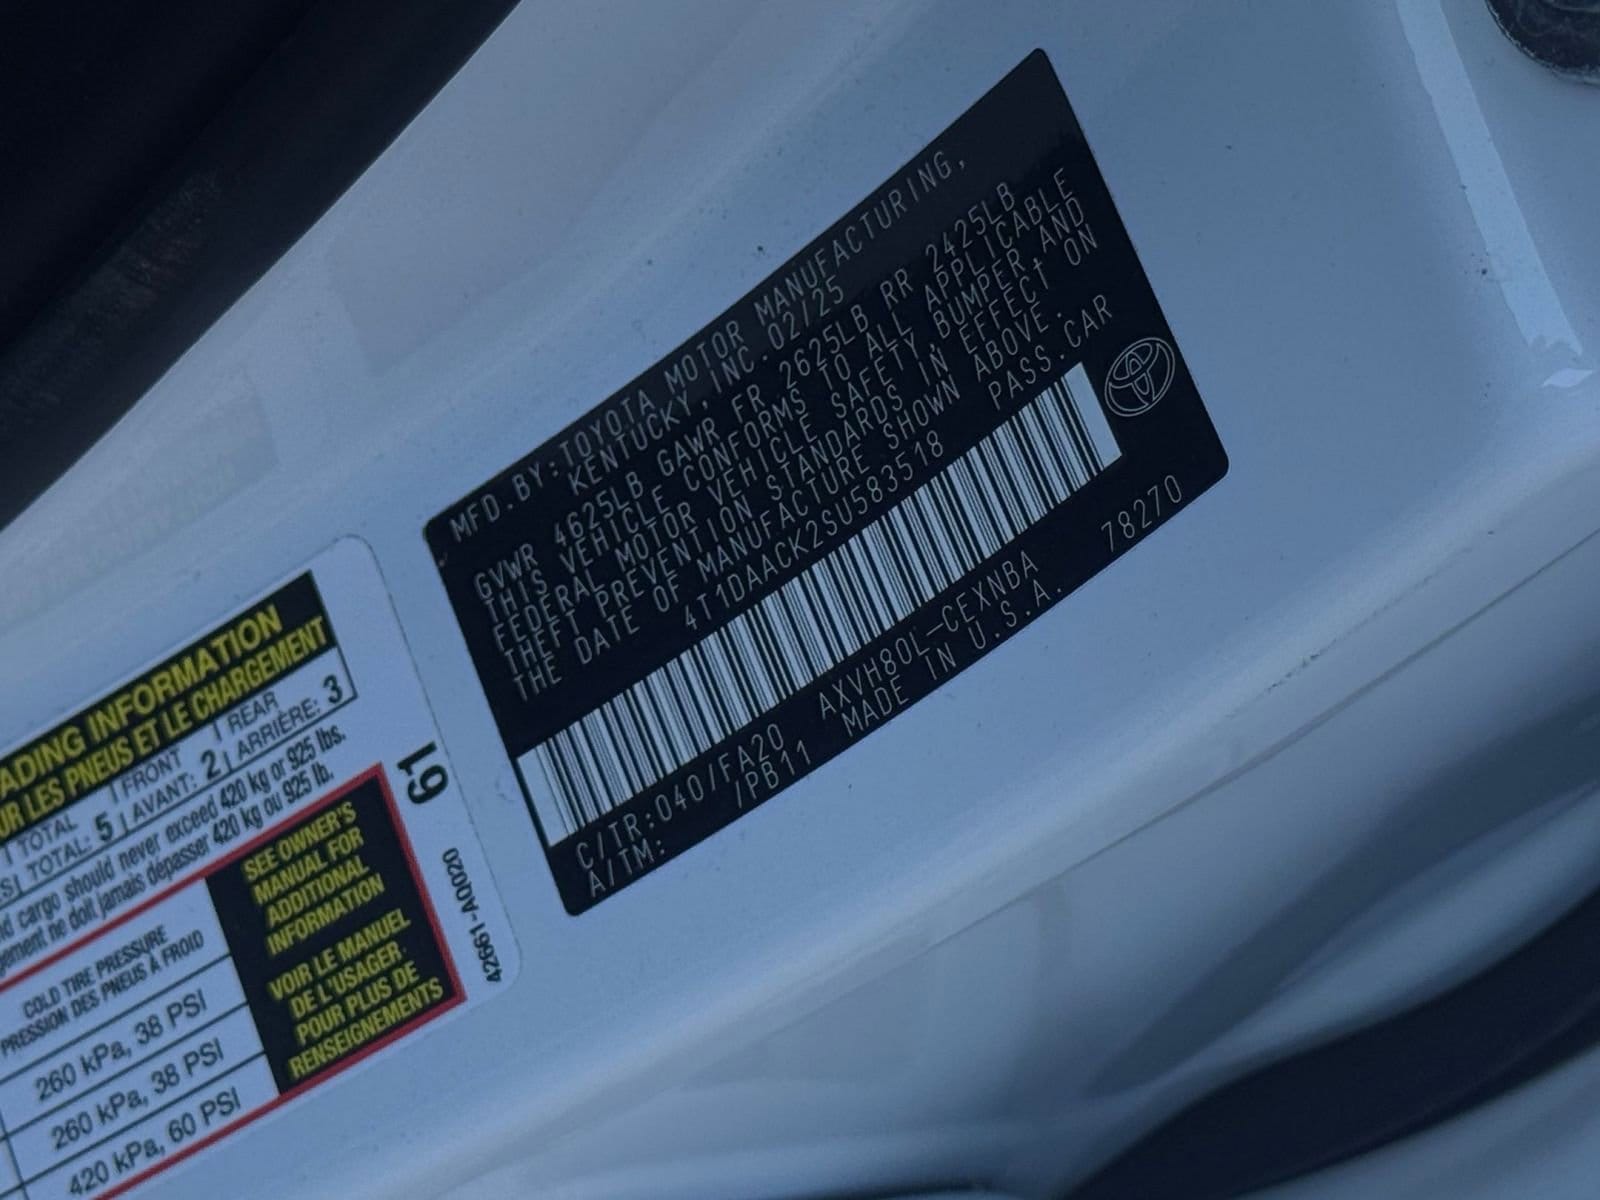 MFD.BY:TOYOTA MOTOR MANUFACTURING,
KENTUCKY,INC.02/25
GVWR 4625LB GAWR FR 2625LB RR 2425LB
THIS VEHICLE CONFORMS TO ALL APPLICABLE
FEDERAL MOTOR VEHICLE SAFETY,BUMPER,AND
THEFT PREVENTION STANDARDS IN EFFECT ON
THE DATE OF MANUFACTURE SHOWN ABOVE.
4T1DAACK2SU583518 PASS.CAR
C/TR:040/FA20 AXVH80L-CEXNBA 78270
A/TM: /PB11 MADE IN U.S.A.
ADING INFORMATION
UR LES PNEUS ET LE CHARGEMENT
TOTAL FRONT REAR
TOTAL: 5 AVANT: 2 ARRIÈRE: 3
cargo should never exceed 420 kg or 925 lbs.
gement ne doit jamais dépasser 420 kg ou 925 lb.
COLD TIRE PRESSURE
PRESSION DES PNEUS À FROID
260 kPa, 38 PSI
260 kPa, 38 PSI
420 kPa, 60 PSI
SEE OWNER'S
MANUAL FOR
ADDITIONAL
INFORMATION
VOIR LE MANUEL
DE L'USAGER
POUR PLUS DE
RENSEIGNEMENTS
61
42661-AQ020